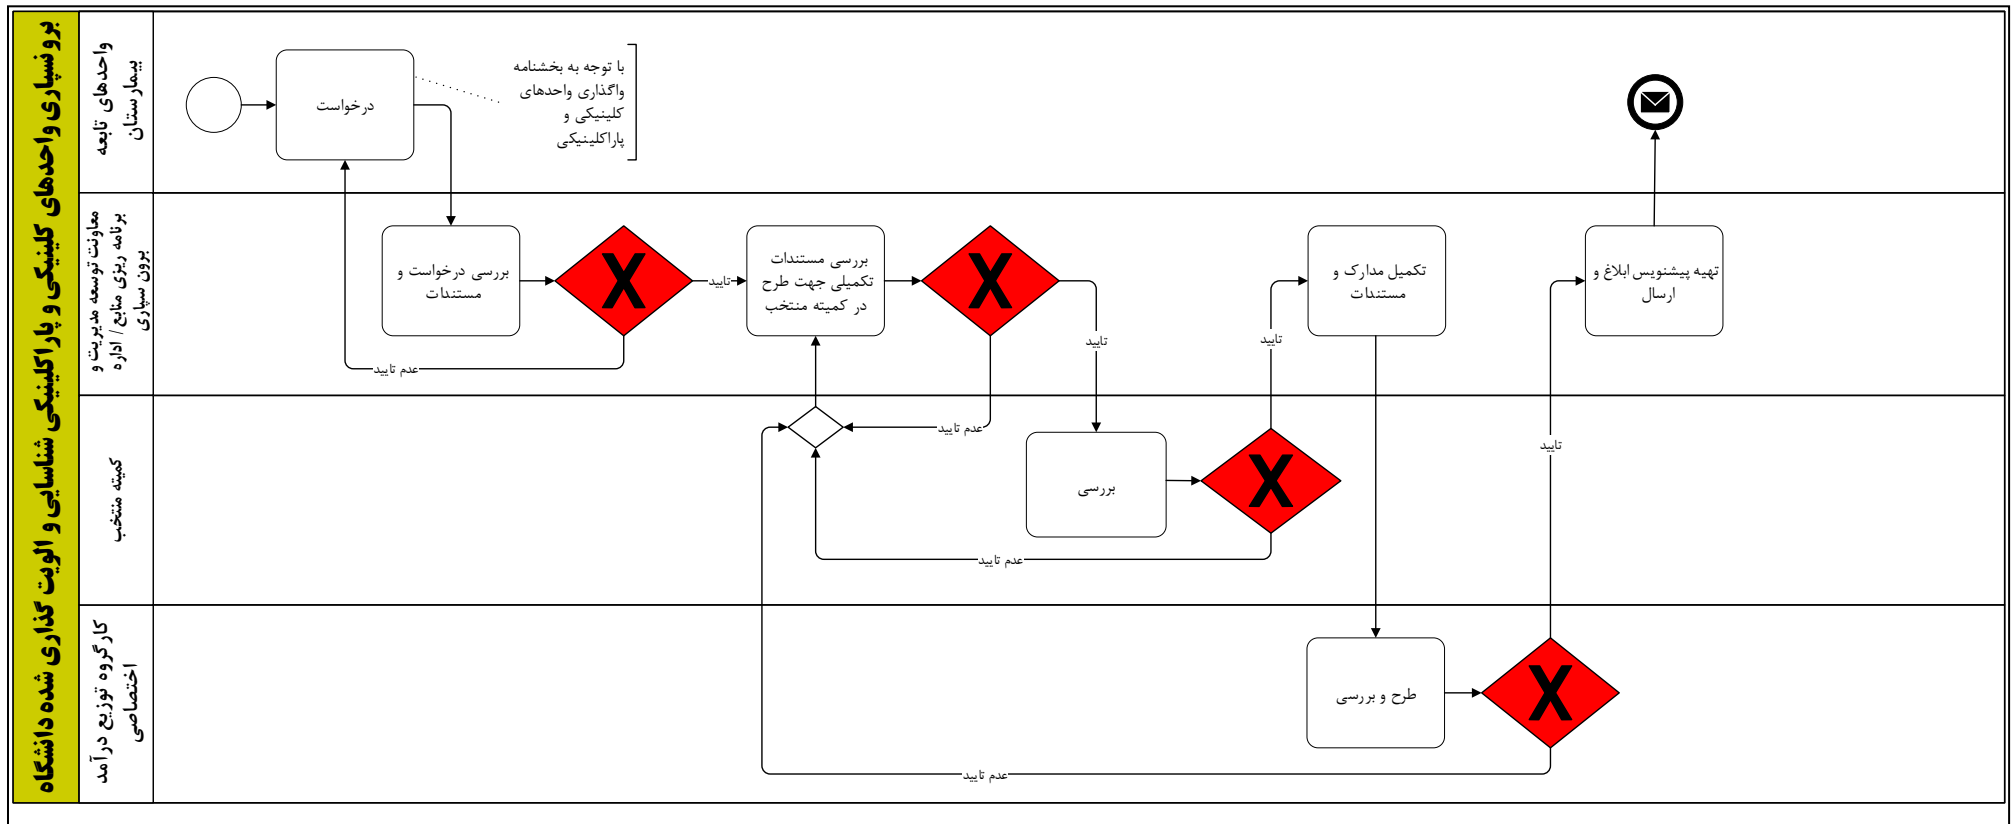 برونسپاری واحدهای کلینیکی و پاراکلینیکی شناسایی و الویت گذاری شده دانشگاه
واحدهای تابعه
بیمارستان
درخواست
با توجه به بخشنامه
واگذاری واحدهای
کلینیکی و
پاراکلینیکی
معاونت توسعه مدیریت و
برنامه ریزی منابع/ اداره
برون سپاری
بررسی درخواست و
مستندات
تایید
عدم تایید
بررسی مستندات
تکمیلی جهت طرح
در کمیته منتخب
تایید
عدم تایید
تکمیل مدارک و
مستندات
تهیه پیشنویس ابلاغ و
ارسال
کمیته منتخب
بررسی
تایید
عدم تایید
کارگروه توزیع درآمد
اختصاصی
طرح و بررسی
تایید
عدم تایید